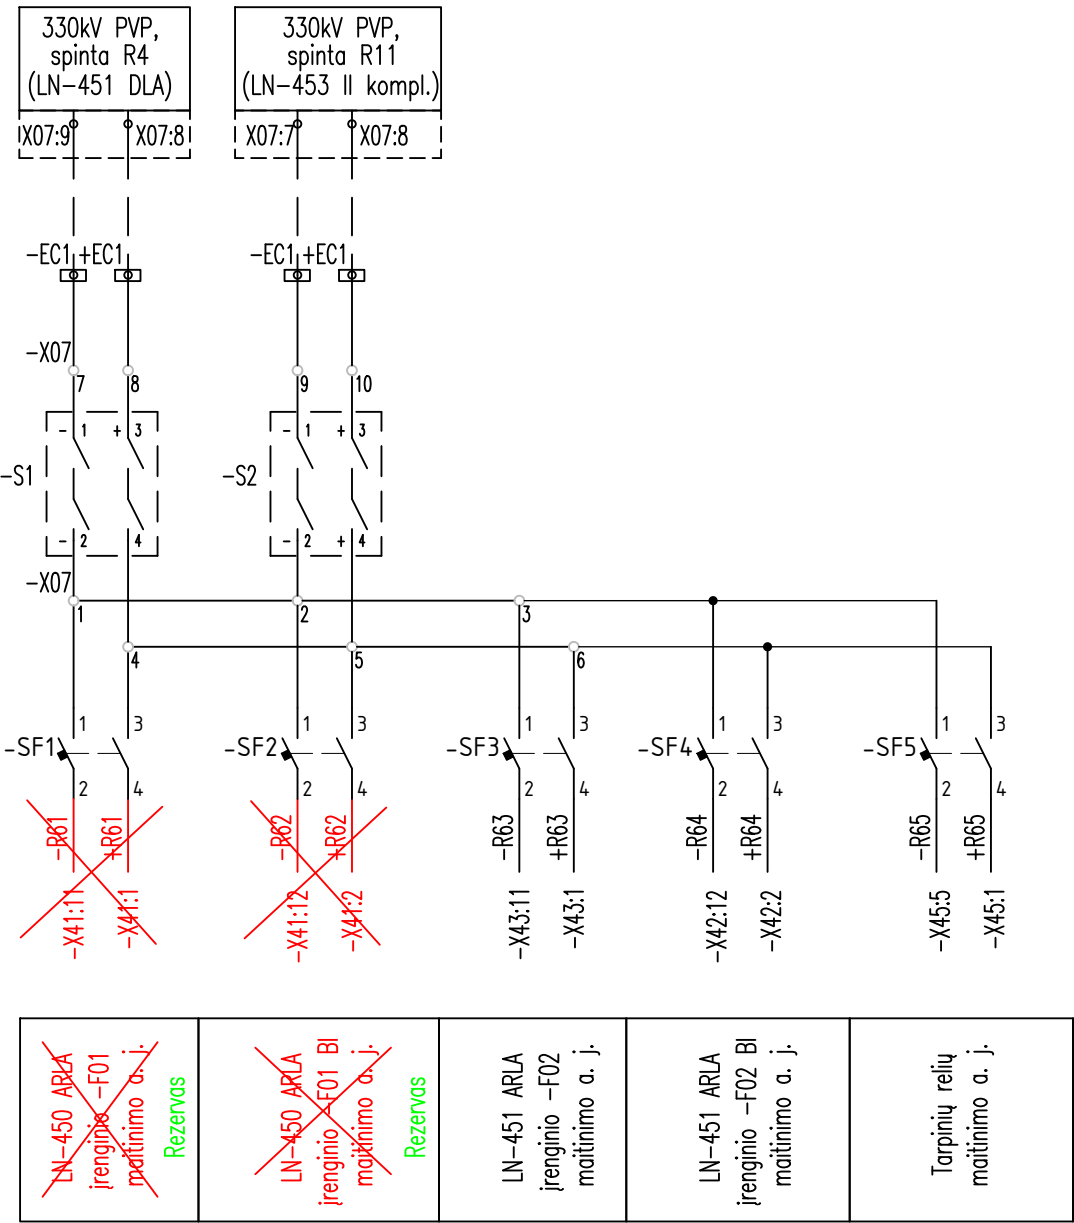 330kV PVP,
spinta R4
(LN-451 DLA)
330kV PVP,
spinta R11
(LN-453 II kompl.)
X07:9 X07:8
X07:7 X07:8
-EC1 +EC1
-EC1 +EC1
-X07
7 8 9 10
- 1 + 3
- 1 + 3
-S1
-S2
- 2 4
- 2 + 4
-X07
1 2 3
4 5 6
1 3 1 3 1 3 1 3 1 3
-SF1 -SF2 -SF3 -SF4 -SF5
2 4 2 4 2 4 2 4 2 4
-R61 +R61 -R62 +R62 -R63 +R63 -R64 +R64 -R65 +R65
-X41:11 -X41:1 -X41:12 -X41:2 -X43:11 -X43:1 -X42:12 -X42:2 -X45:5 -X45:1
LN-450 ARLA
įrenginio -F01
maitinimo a. j.
Rezervas
LN-450 ARLA
įrenginio -F01 BI
maitinimo a. j.
Rezervas
LN-451 ARLA
įrenginio -F02
maitinimo a. j.
LN-451 ARLA
įrenginio -F02 BI
maitinimo a. j.
Tarpinių relių
maitinimo a. j.